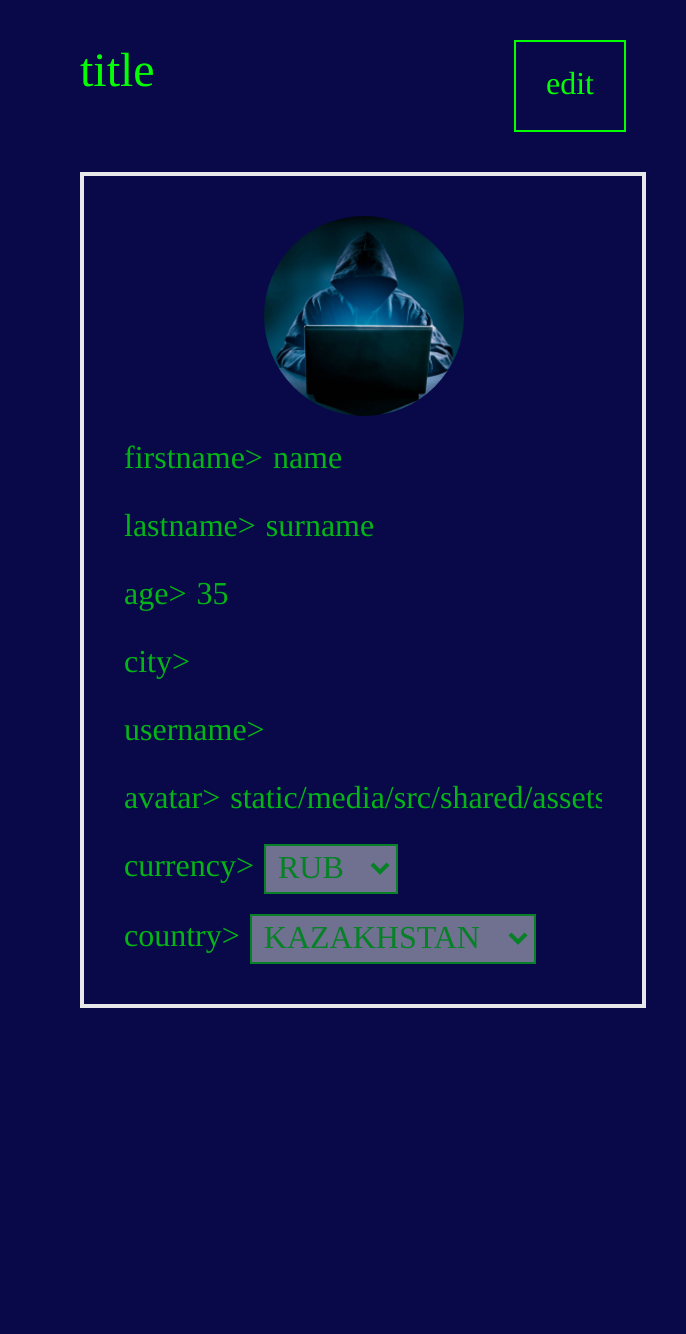 title
edit
firstname> name
lastname> surname
age> 35
city>
username>
avatar> static/media/src/shared/assets
currency> RUB
country> KAZAKHSTAN